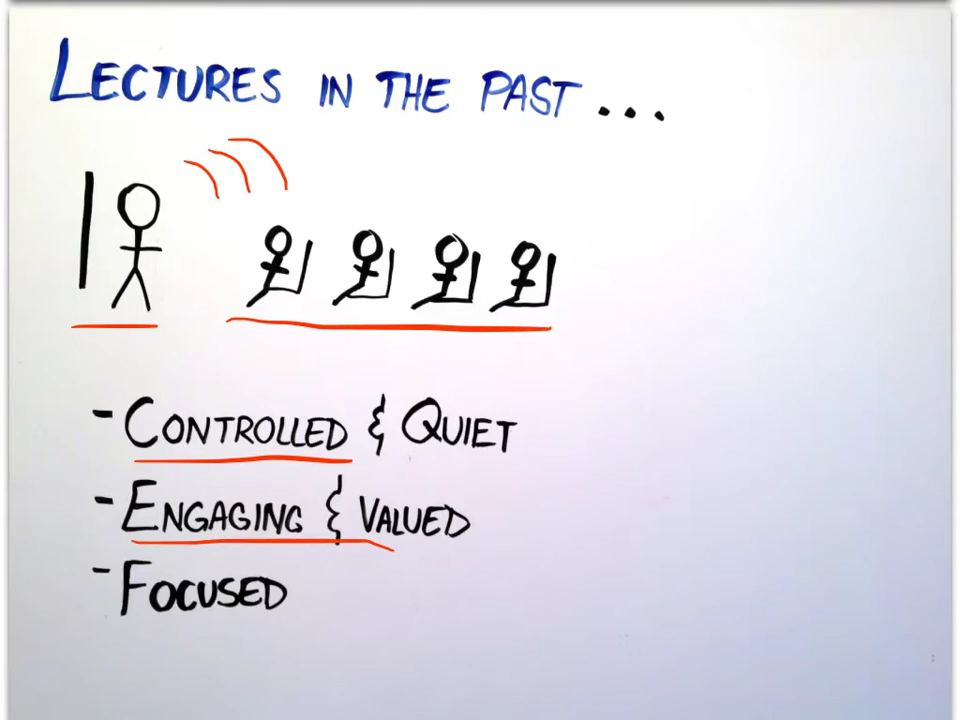 LECTURES IN THE PAST...
- CONTROLLED & QUIET
- ENGAGING & VALUED
- FOCUSED